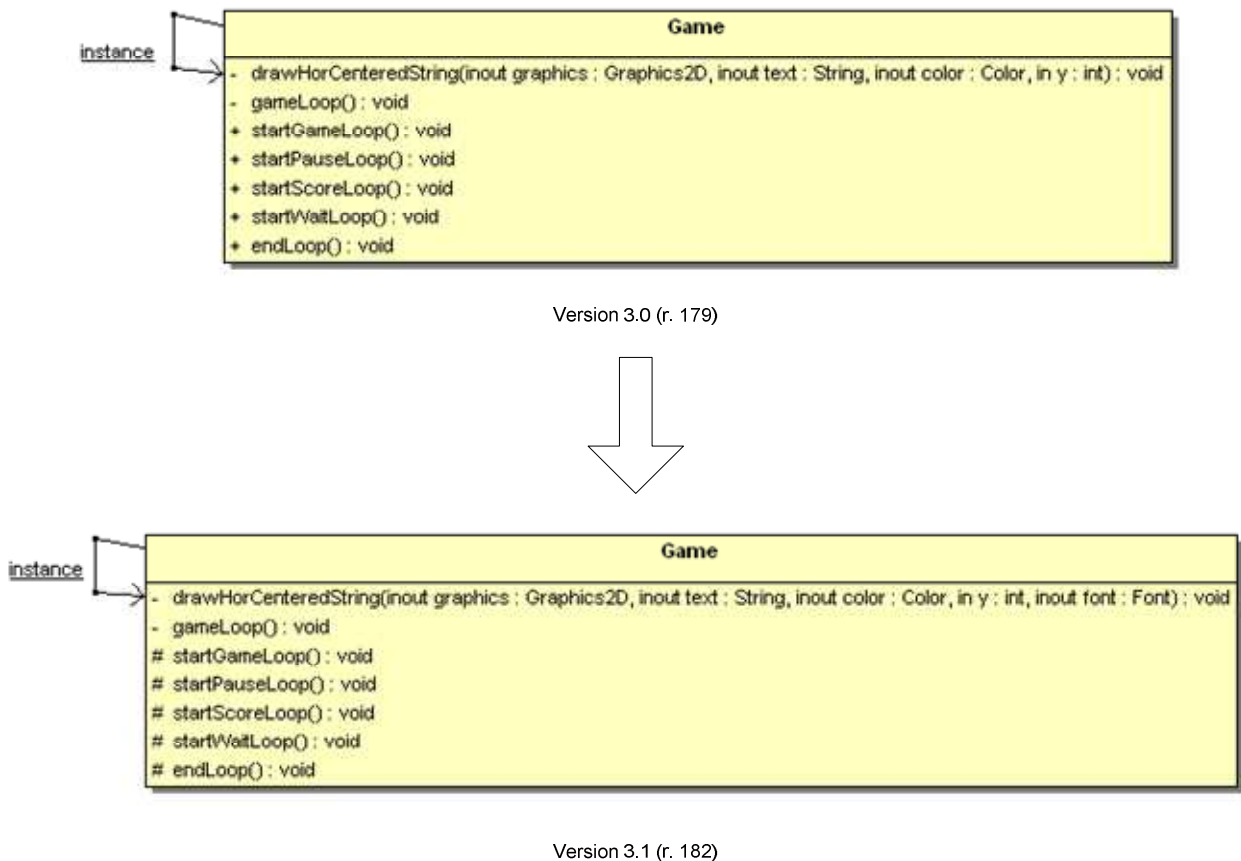 Game
instance
- drawHorCenteredString(inout graphics : Graphics2D, inout text : String, inout color : Color, in y : int) : void
- gameLoop() : void
+ startGameLoop() : void
+ startPauseLoop() : void
+ startScoreLoop() : void
+ startWaitLoop() : void
+ endLoop() : void
Version 3.0 (r. 179)
Game
instance
- drawHorCenteredString(inout graphics : Graphics2D, inout text : String, inout color : Color, in y : int, inout font : Font) : void
- gameLoop() : void
# startGameLoop() : void
# startPauseLoop() : void
# startScoreLoop() : void
# startWaitLoop() : void
# endLoop() : void
Version 3.1 (r. 182)